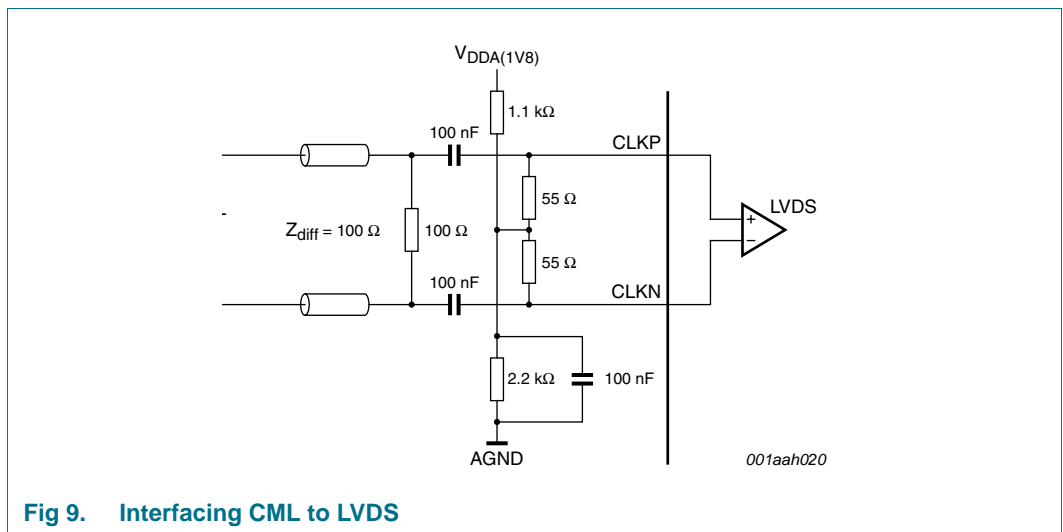 VDDA(1V8)
1.1 kΩ
100 nF
CLKP
55 Ω
LVDS
+
−
Zdiff = 100 Ω
100 Ω
55 Ω
100 nF
CLKN
2.2 kΩ
100 nF
AGND
001aah020
Fig 9. Interfacing CML to LVDS